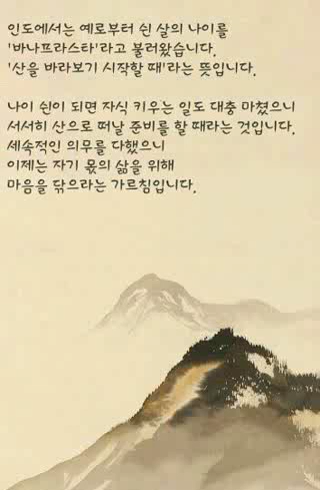 인도에서는 예로부터 쉰 살의 나이를
'바나프라스타'라고 불러왔습니다.
'산을 바라보기 시작할 때'라는 뜻입니다.
나이 쉰이 되면 자식 키우는 일도 대충 마쳤으니
서서히 산으로 떠날 준비를 할 때라는 것입니다.
세속적인 의무를 다했으니
이제는 자기 몫의 삶을 위해
마음을 닦으라는 가르침입니다.